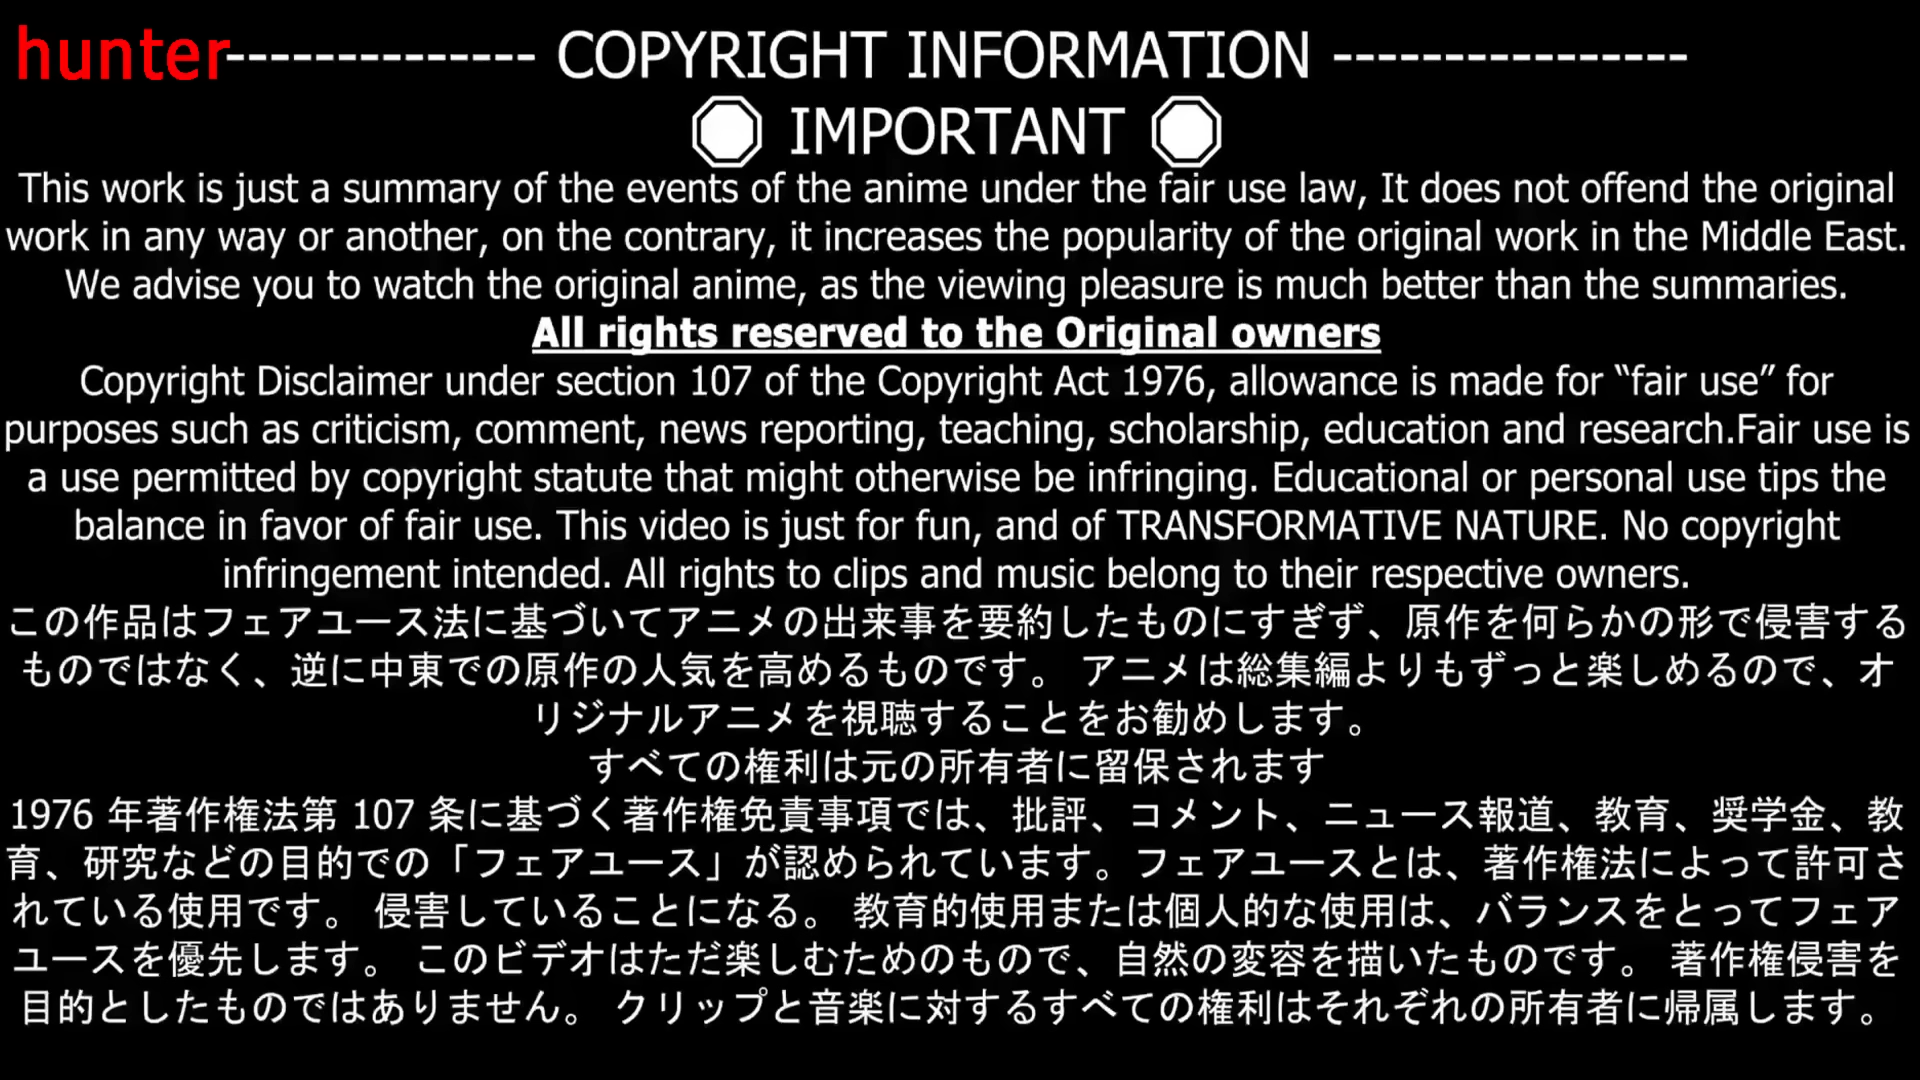 hunter-------------- COPYRIGHT INFORMATION ----------------
🛑 IMPORTANT 🛑
This work is just a summary of the events of the anime under the fair use law, It does not offend the original
work in any way or another, on the contrary, it increases the popularity of the original work in the Middle East.
We advise you to watch the original anime, as the viewing pleasure is much better than the summaries.
All rights reserved to the Original owners
Copyright Disclaimer under section 107 of the Copyright Act 1976, allowance is made for “fair use” for
purposes such as criticism, comment, news reporting, teaching, scholarship, education and research.Fair use is
a use permitted by copyright statute that might otherwise be infringing. Educational or personal use tips the
balance in favor of fair use. This video is just for fun, and of TRANSFORMATIVE NATURE. No copyright
infringement intended. All rights to clips and music belong to their respective owners.
この作品はフェアユース法に基づいてアニメの出来事を要約したものにすぎず、原作を何らかの形で侵害する
ものではなく、逆に中東での原作の人気を高めるものです。 アニメは総集編よりもずっと楽しめるので、オ
リジナルアニメを視聴することをお勧めします。
すべての権利は元の所有者に留保されます
1976 年著作権法第 107 条に基づく著作権免責事項では、批評、コメント、ニュース報道、教育、奨学金、教
育、研究などの目的での「フェアユース」が認められています。フェアユースとは、著作権法によって許可さ
れている使用です。 侵害していることになる。 教育的使用または個人的な使用は、バランスをとってフェア
ユースを優先します。 このビデオはただ楽しむためのもので、自然の変容を描いたものです。 著作権侵害を
目的としたものではありません。 クリップと音楽に対するすべての権利はそれぞれの所有者に帰属します。